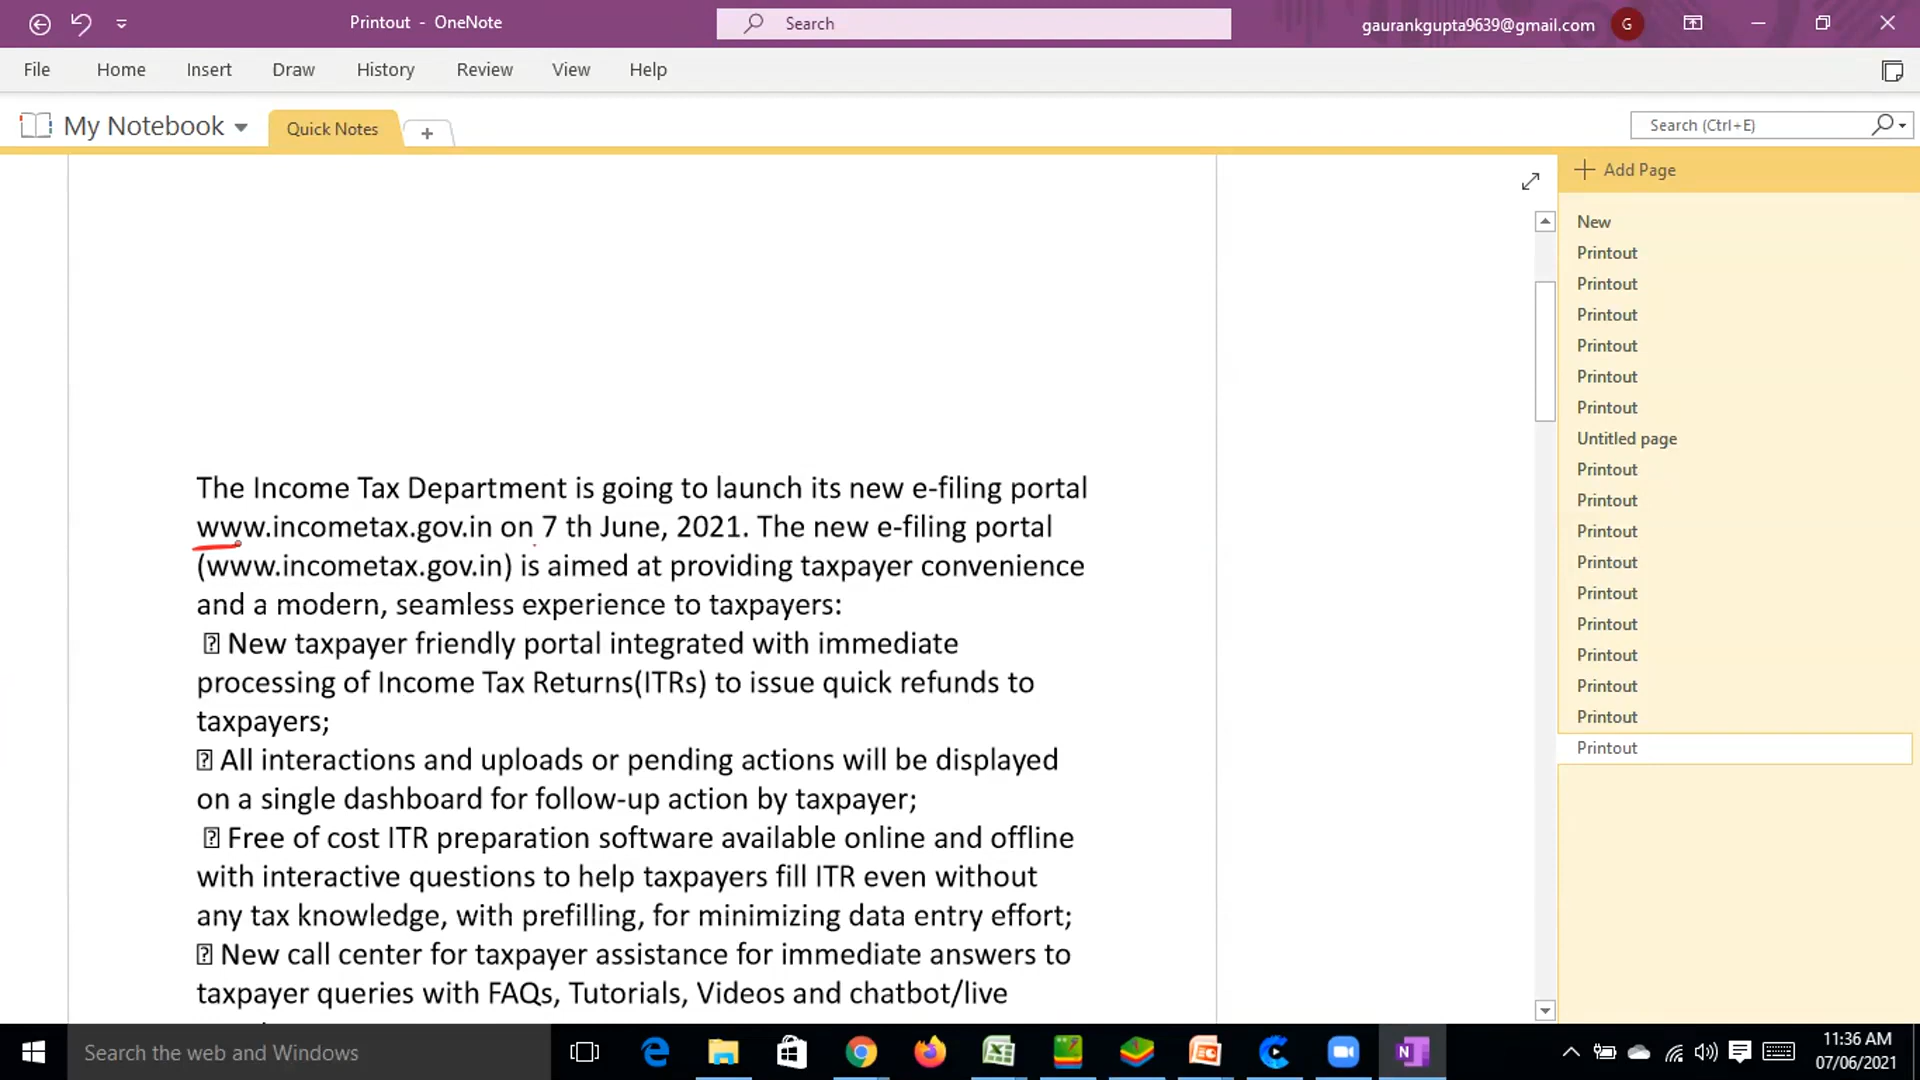 Printout - OneNote
Search
gaurankgupta9639@gmail.com
G
File
Home
Insert
Draw
History
Review
View
Help
My Notebook
Quick Notes
Search (Ctrl+E)
Add Page
New
Printout
Printout
Printout
Printout
Printout
Printout
Untitled page
Printout
Printout
Printout
Printout
Printout
Printout
Printout
Printout
Printout
Printout
The Income Tax Department is going to launch its new e-filing portal
www.incometax.gov.in on 7 th June, 2021. The new e-filing portal
(www.incometax.gov.in) is aimed at providing taxpayer convenience
and a modern, seamless experience to taxpayers:
New taxpayer friendly portal integrated with immediate
processing of Income Tax Returns(ITRs) to issue quick refunds to
taxpayers;
All interactions and uploads or pending actions will be displayed
on a single dashboard for follow-up action by taxpayer;
Free of cost ITR preparation software available online and offline
with interactive questions to help taxpayers fill ITR even without
any tax knowledge, with prefilling, for minimizing data entry effort;
New call center for taxpayer assistance for immediate answers to
taxpayer queries with FAQs, Tutorials, Videos and chatbot/live
Search the web and Windows
11:36 AM
07/06/2021